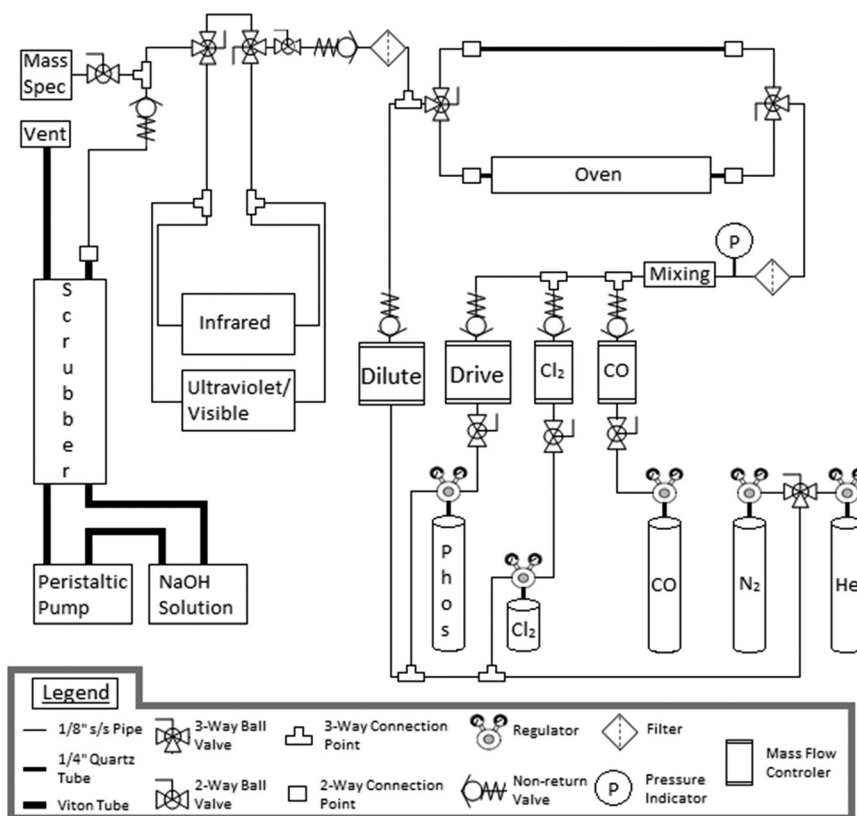 Mass
Spec
Vent
Scrubber
Infrared
Ultraviolet/
Visible
Peristaltic
Pump
NaOH
Solution
Oven
P
Mixing
Dilute
Drive
Cl₂
CO
Phos
Cl₂
CO
N₂
He
Legend
1/8" s/s Pipe
1/4" Quartz
Tube
Viton Tube
3-Way Ball
Valve
2-Way Ball
Valve
3-Way Connection
Point
2-Way Connection
Point
Regulator
Non-return
Valve
Filter
P
Pressure
Indicator
Mass Flow
Controler